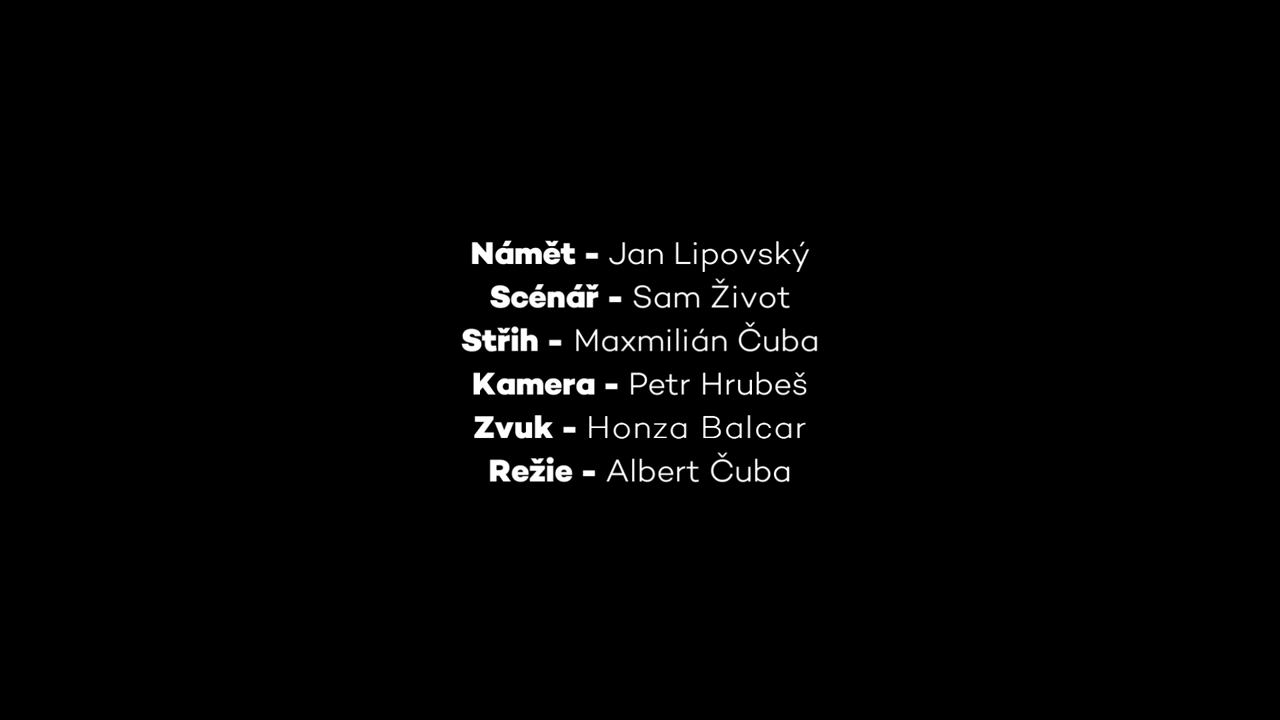 Námět - Jan Lipovský
Scénář - Sam Život
Střih - Maxmilián Čuba
Kamera - Petr Hrubeš
Zvuk - Honza Balcar
Režie - Albert Čuba